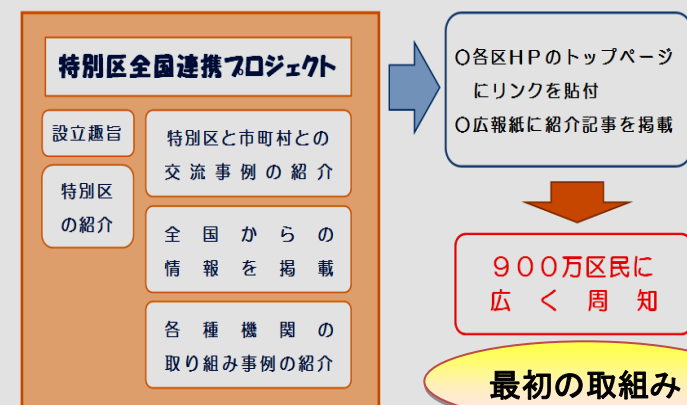 特別区全国連携プロジェクト
設立趣旨
特別区
の紹介
特別区と市町村との
交流事例の紹介
全国からの
情報を掲載
各種機関の
取り組み事例の紹介
〇各区HPのトップページ
にリンクを貼付
〇広報紙に紹介記事を掲載
900万区民に
広く周知
最初の取組み